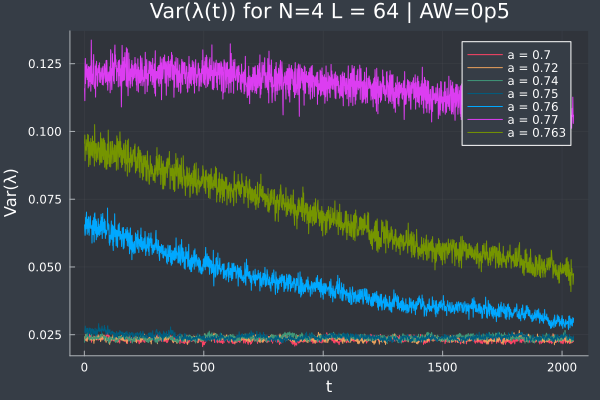 Var(λ(t)) for N=4 L = 64 | AW=0p5
a = 0.7
a = 0.72
a = 0.74
a = 0.75
a = 0.76
a = 0.77
a = 0.763
0.125
0.100
0.075
0.050
0.025
Var(λ)
0
500
1000
1500
2000
t